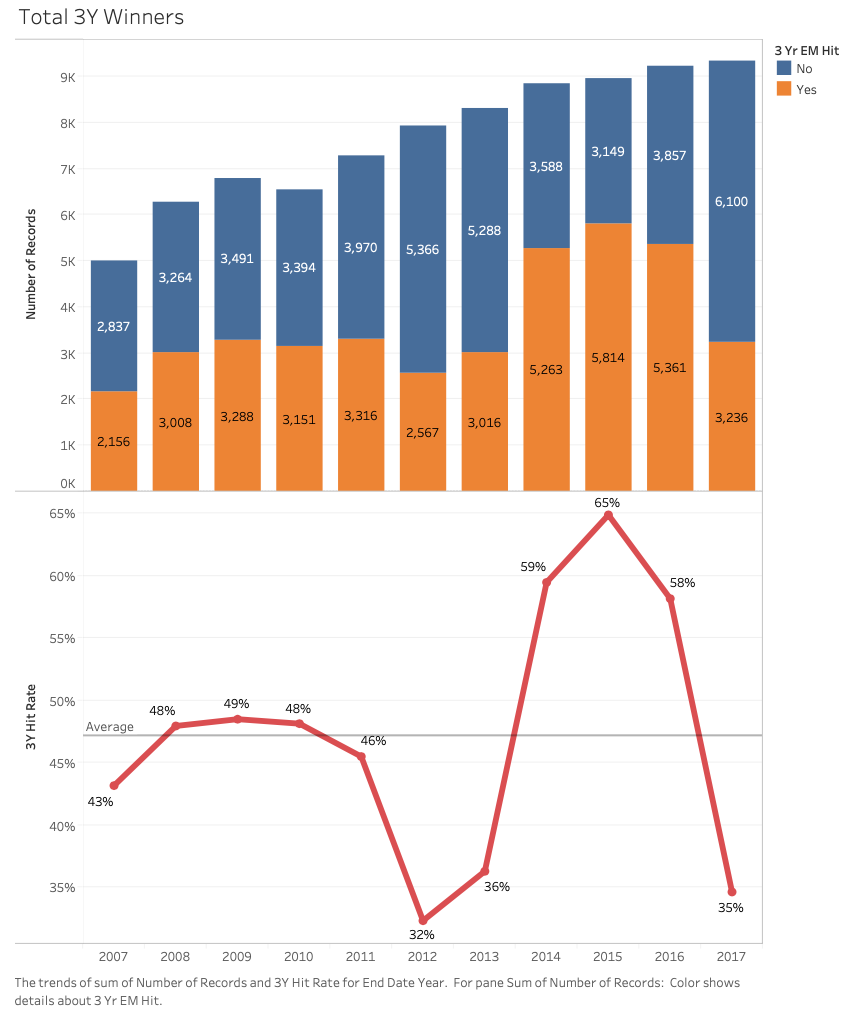 Total 3Y Winners
3 Yr EM Hit
No
Yes
Number of Records
9K
8K
7K
6K
5K
4K
3K
2K
1K
0K
2,837
3,264
3,491
3,394
3,970
5,366
5,288
3,588
3,149
3,857
6,100
2,156
3,008
3,288
3,151
3,316
2,567
3,016
5,263
5,814
5,361
3,236
3Y Hit Rate
65%
60%
55%
50%
45%
40%
35%
Average
43%
48%
49%
48%
46%
32%
36%
59%
65%
58%
35%
2007 2008 2009 2010 2011 2012 2013 2014 2015 2016 2017
The trends of sum of Number of Records and 3Y Hit Rate for End Date Year.  For pane Sum of Number of Records:  Color shows
details about 3 Yr EM Hit.